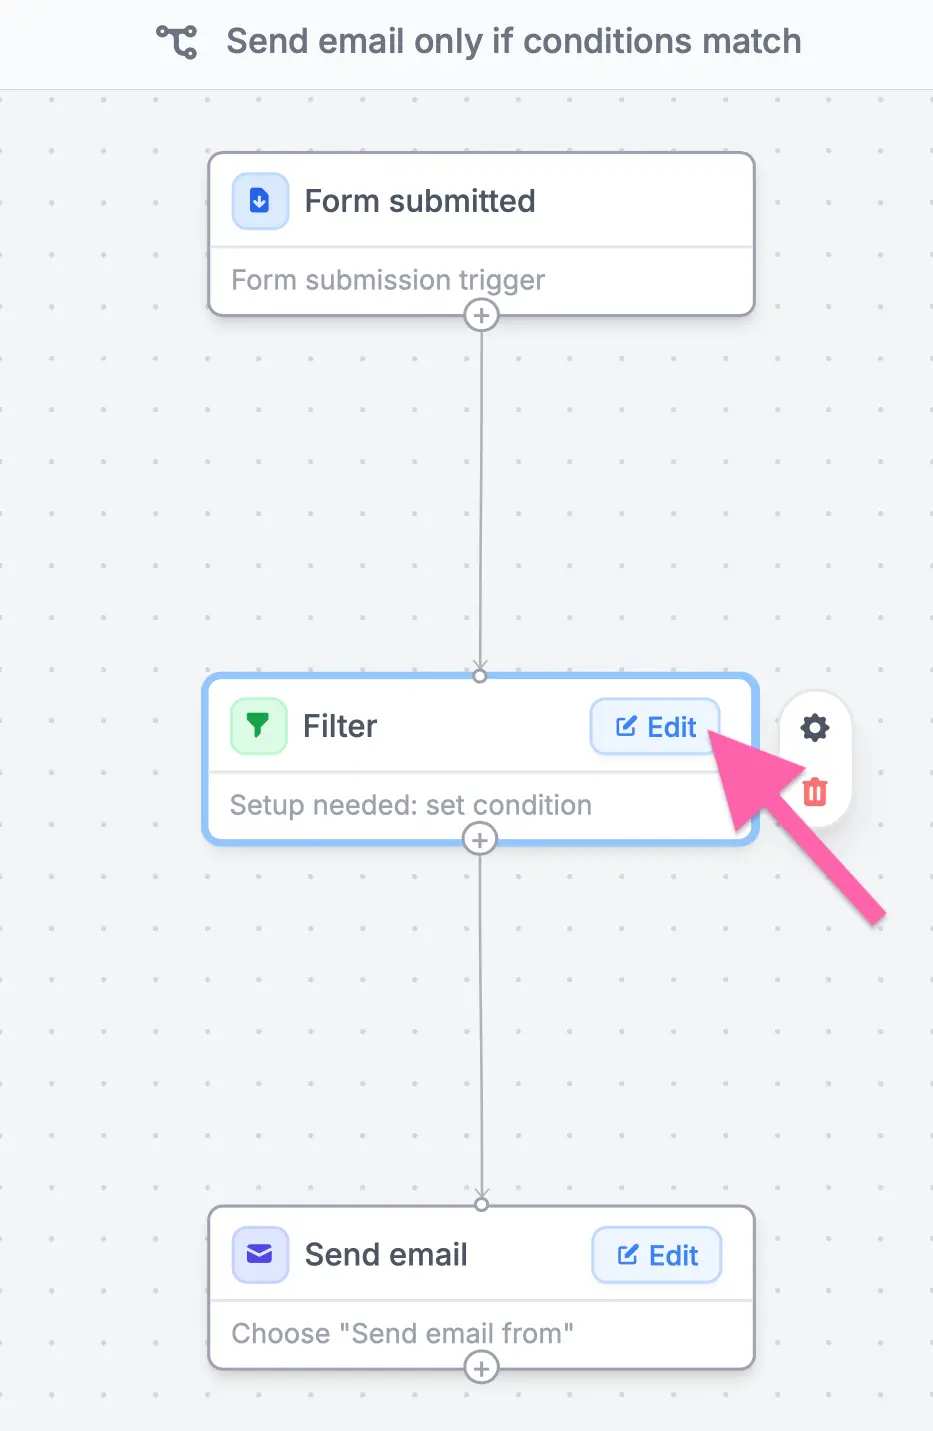 Send email only if conditions match
Form submitted
Form submission trigger
Filter
Edit
Setup needed: set condition
Send email
Edit
Choose "Send email from"